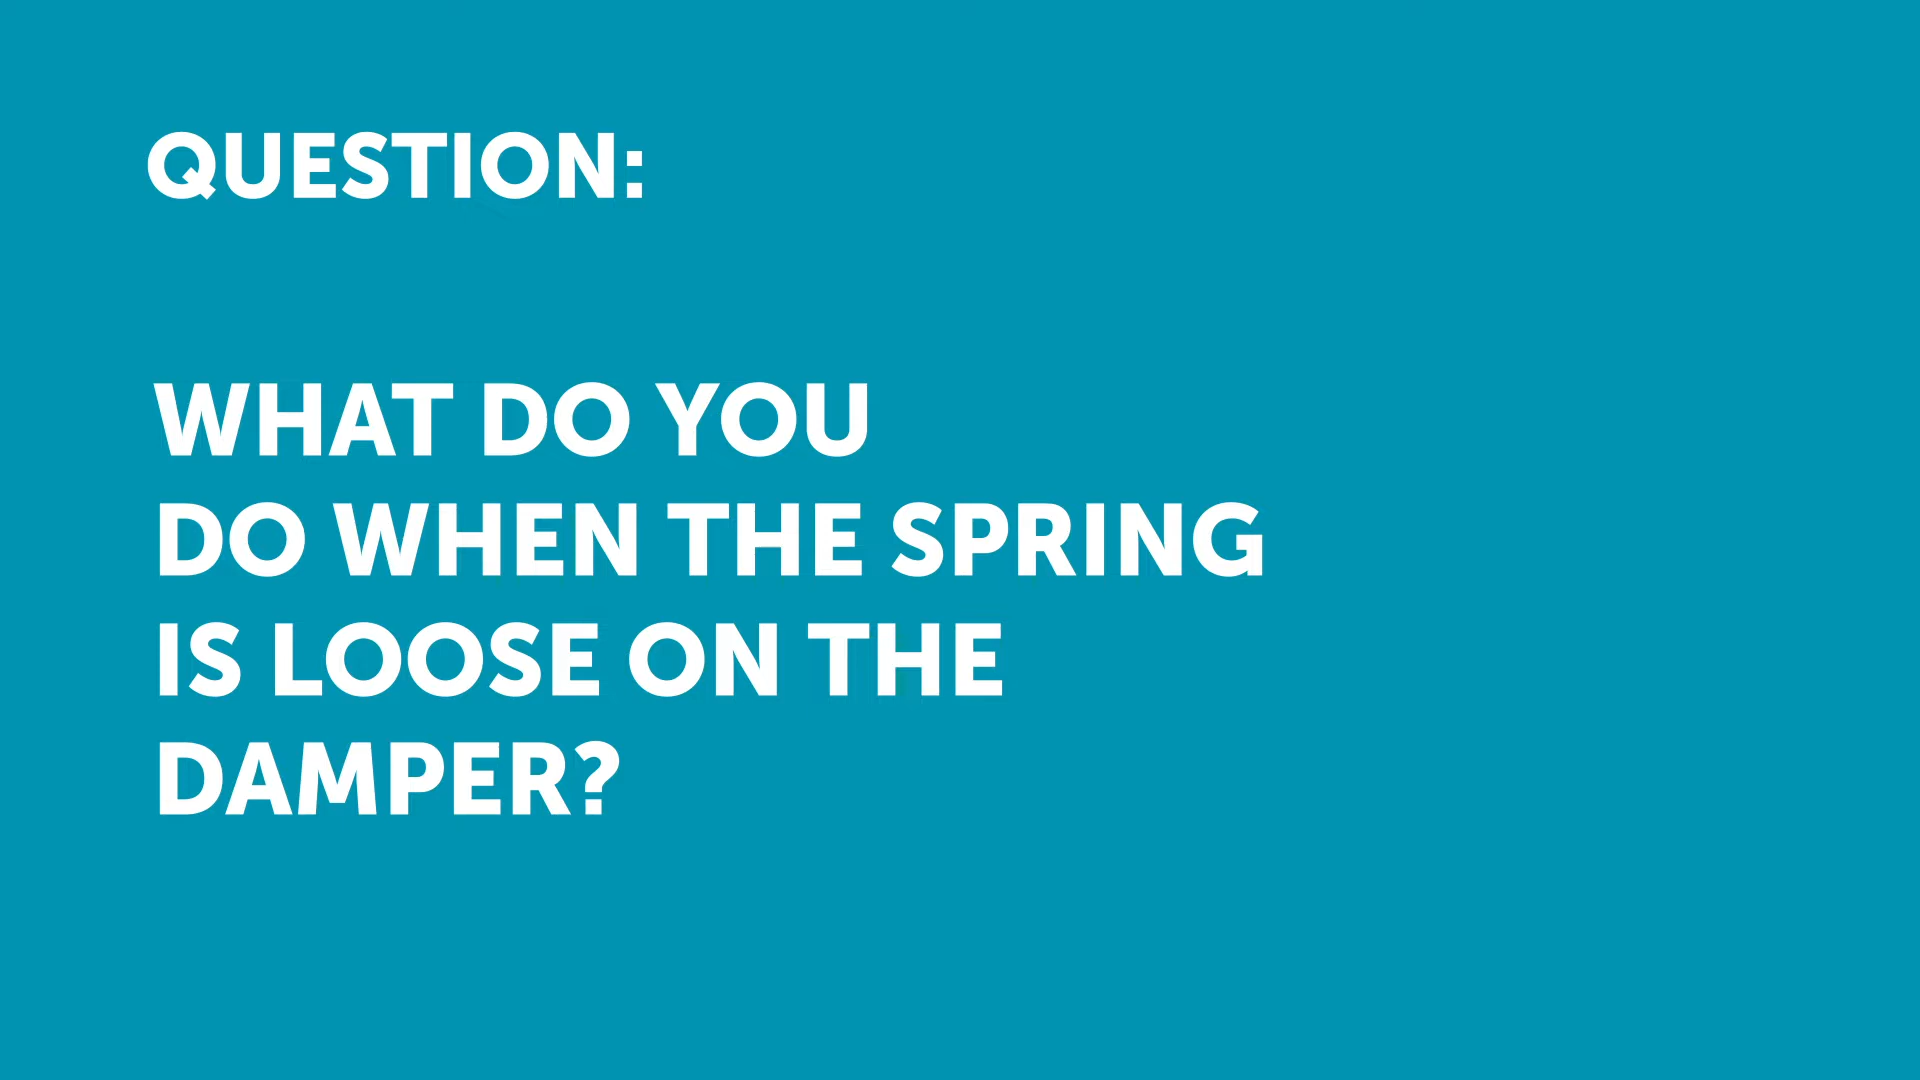 QUESTION:
WHAT DO YOU
DO WHEN THE SPRING
IS LOOSE ON THE
DAMPER?